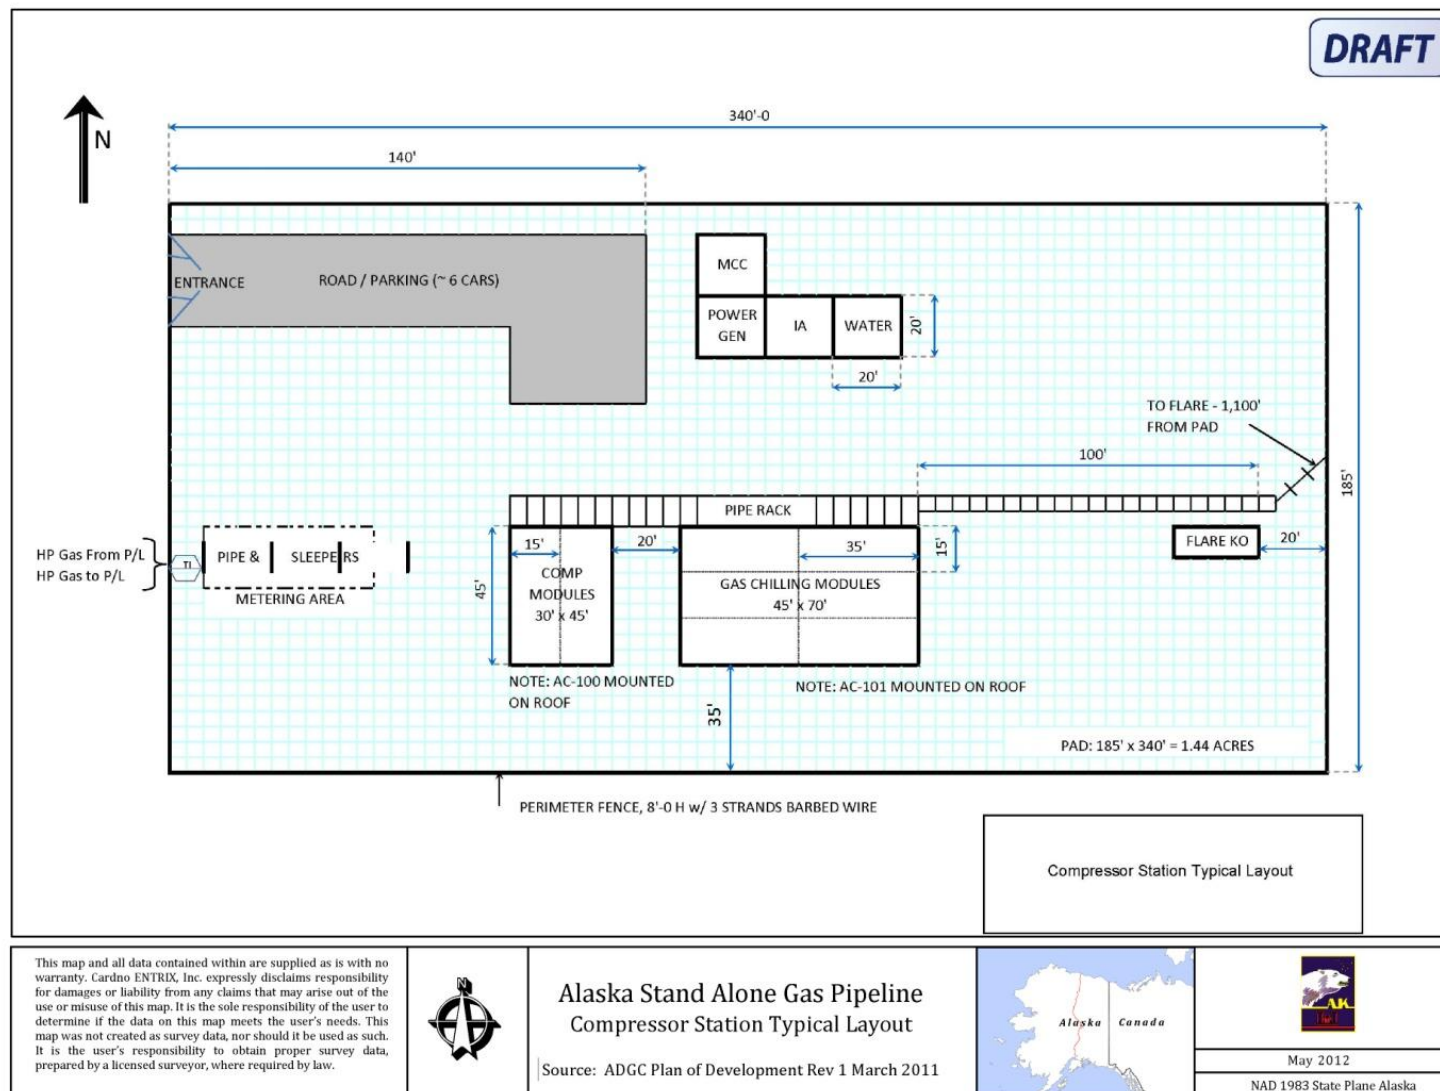 DRAFT
N
340'-0
140'
MCC
ENTRANCE
ROAD / PARKING (~ 6 CARS)
POWER
GEN
IA
WATER
20'
20'
TO FLARE - 1,100'
FROM PAD
100'
185'
PIPE RACK
HP Gas From P/L
HP Gas to P/L
TI
PIPE &
SLEEPERS
METERING AREA
15'
20'
35'
15'
FLARE KO
20'
45'
COMP
MODULES
30' x 45'
GAS CHILLING MODULES
45' x 70'
NOTE: AC-100 MOUNTED
ON ROOF
NOTE: AC-101 MOUNTED ON ROOF
35'
PAD: 185' x 340' = 1.44 ACRES
PERIMETER FENCE, 8'-0 H w/ 3 STRANDS BARBED WIRE
Compressor Station Typical Layout
This map and all data contained within are supplied as is with no
warranty. Cardno ENTRIX, Inc. expressly disclaims responsibility
for damages or liability from any claims that may arise out of the
use or misuse of this map. It is the sole responsibility of the user to
determine if the data on this map meets the user's needs. This
map was not created as survey data, nor should it be used as such.
It is the user's responsibility to obtain proper survey data,
prepared by a licensed surveyor, where required by law.
N
Alaska Stand Alone Gas Pipeline
Compressor Station Typical Layout
Source: ADGC Plan of Development Rev 1 March 2011
Alaska
Canada
AK
May 2012
NAD 1983 State Plane Alaska